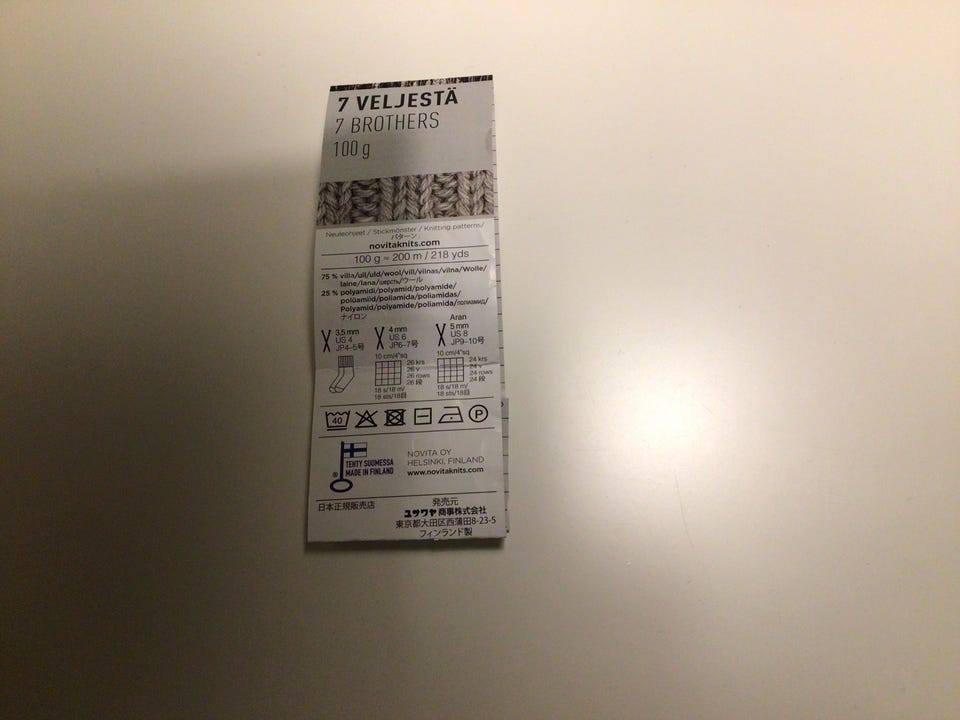 7 VELJESTÄ
7 BROTHERS
100 g
Neuleohjeet / Stickmönster / Knitting patterns/
パターン:
novitaknits.com
100 g ≈ 200 m / 218 yds
75 % villa/ull/uld/wool/vill/vilnas/vilna/Wolle/
laine/lana/шерсть/ウール
25 % polyamidi/polyamid/polyamide/
polüamiid/poliamida/poliamidas/
Polyamid/polyamide/poliamida/полиамид/
ナイロン
3,5 mm
US 4
JP4-5号
4 mm
US 6
JP6-7号
Aran
5 mm
US 8
JP9-10号
10 cm/4"sq
26 krs
26 v
26 rows
26 段
18 s/18 m/
18 sts/18目
10 cm/4"sq
24 krs
24 v
24 rows
24 段
18 s/18 m/
18 sts/18目
40
P
TEHTY SUOMESSA
MADE IN FINLAND
®
NOVITA OY
HELSINKI, FINLAND
www.novitaknits.com
日本正規販売店
発売元
ユザワヤ商事株式会社
東京都大田区西蒲田8-23-5
フィンランド製